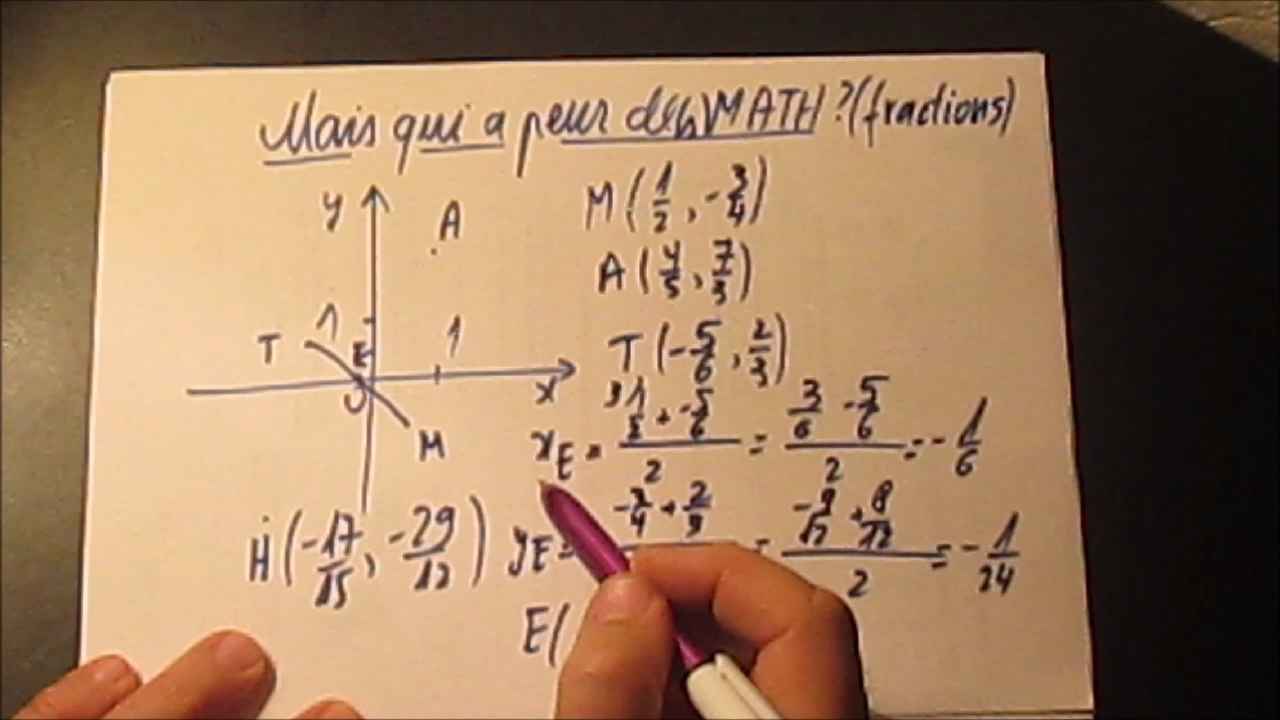 Mais qui a peur des MATH ? (fractions)
y
A
M (1/2, -3/4)
A (4/5, 7/3)
T 1 E 1
T (-5/6, 2/3)
x
M
x_E = (1/2 + -5/6)/2 = (3/6 - 5/6)/2 = -1/6
H (-17/15, -29/12)
y_E = -3/4 + 2/3 = (-9/12 + 8/12)/2 = -1/24
E(